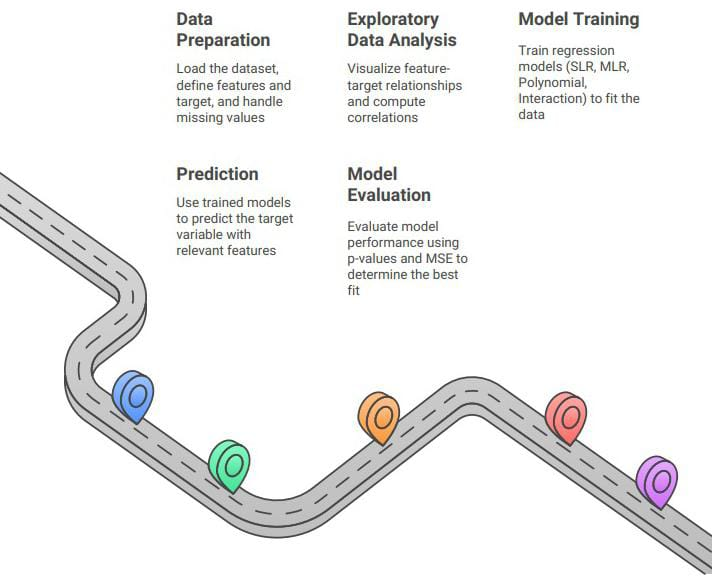 Data
Preparation
Load the dataset,
define features and
target, and handle
missing values
Exploratory
Data Analysis
Visualize feature-
target relationships
and compute
correlations
Model Training
Train regression
models (SLR, MLR,
Polynomial,
Interaction) to fit the
data
Prediction
Use trained models
to predict the target
variable with
relevant features
Model
Evaluation
Evaluate model
performance using
p-values and MSE to
determine the best
fit